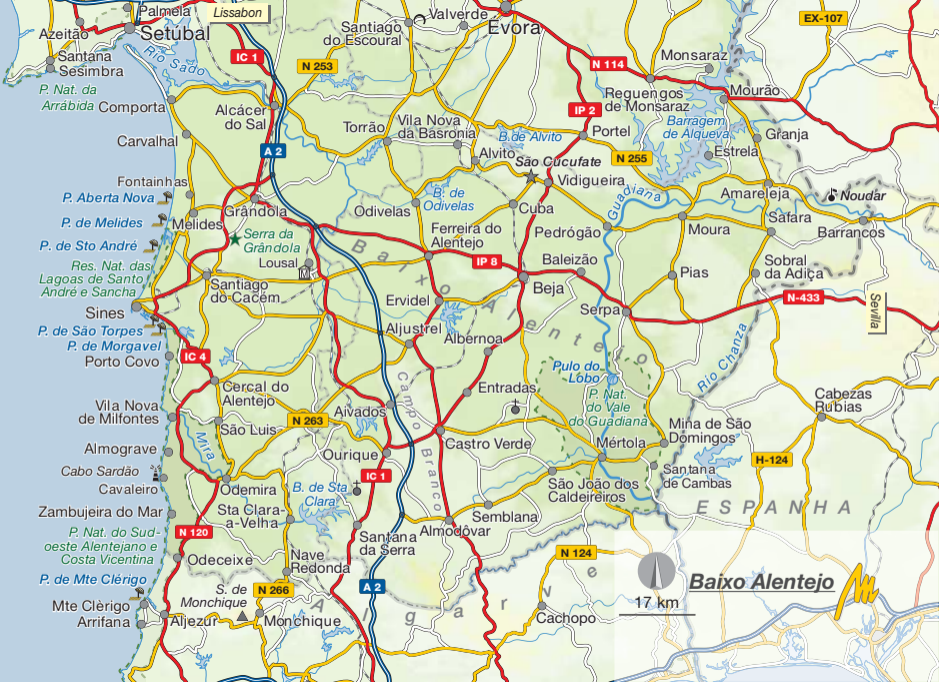 Palmela
Lissabon
Azeitão
Setúbal
Santana
Sesimbra
Rio Sado
P. Nat. da
Arrábida
Comporta
IC 1
N 253
Alcácer
do Sal
Carvalhal
A 2
Santiago
do Escoural
Valverde
Évora
N 114
Monsaraz
EX-107
Reguengos
de Monsaraz
Mourão
IP 2
Torrão
Vila Nova
da Basronia
B.de Alvito
Portel
Barragem
de Alqueva
Granja
Alvito
São Cucufate
N 255
Estrela
Fontainhas
P. Aberta Nova
Vidigueira
Guadiana
Amareleja
Noudar
P. de Melides
Melides
Grândola
Odivelas
B. de
Odivelas
Cuba
Safara
P. de Sto André
Serra da
Grândola
Ferreira do
Alentejo
Pedrógão
Moura
Barrancos
Res. Nat. das
Lagoas de Santo
André e Sancha
Lousal
IP 8
Baleizão
Sobral
da Adiça
Santiago
do Cacém
Beja
Pias
N-433
Sevilla
Sines
Ervidel
Serpa
Baixo Alentejo
P. de São Torpes
P. de Morgavel
Aljustrel
Albernoa
Rio Chanza
Porto Covo
IC 4
Pulo do
Lobo
Cercal do
Alentejo
Campo Branco
Entradas
P. Nat.
do Vale
do Guadiana
Cabezas
Rubias
Vila Nova
de Milfontes
Aivados
N 263
São Luis
Mira
Castro Verde
Mina de São
Domingos
Mértola
Almograve
Ourique
H-124
Cabo Sardão
IC 1
Santana
de Cambas
Cavaleiro
Odemira
B. de Sta
Clara
São João dos
Caldeireiros
Zambujeira do Mar
Sta Clara-
a-Velha
Semblana
ESPANHA
Almodôvar
P. Nat. do Sud-
oeste Alentejano e
Costa Vicentina
N 120
Santana
da Serra
Odeceixe
Nave
Redonda
N 124
P. de Mte Clérigo
A 2
N 266
S. de
Monchique
Algarve
Baixo Alentejo
17 km
Mte Clèrigo
Arrifana
Aljezur
Monchique
Cachopo